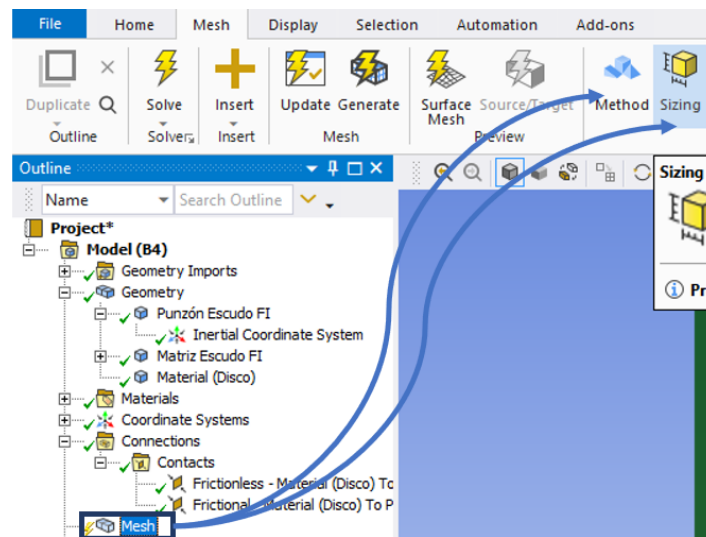 File Home Mesh Display Selection Automation Add-ons
Duplicate Solve Insert Update Generate Surface Mesh Source/Target Method Sizing
Outline Solver Insert Mesh Preview
Outline
Name Search Outline
Sizing
Project*
Model (B4)
Geometry Imports
Geometry
Pr
Punzón Escudo FI
Inertial Coordinate System
Matriz Escudo FI
Material (Disco)
Materials
Coordinate Systems
Connections
Contacts
Frictionless - Material (Disco) To
Frictional - Material (Disco) To P
Mesh